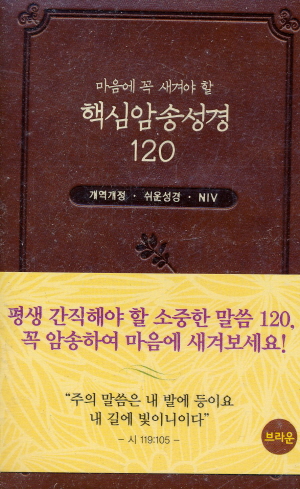 마음에 꼭 새겨야 할
핵심암송성경
120
개역개정 · 쉬운성경 · NIV
평생 간직해야 할 소중한 말씀 120,
꼭 암송하여 마음에 새겨보세요!
“주의 말씀은 내 발에 등이요
내 길에 빛이니이다”
– 시 119:105 –
브라운